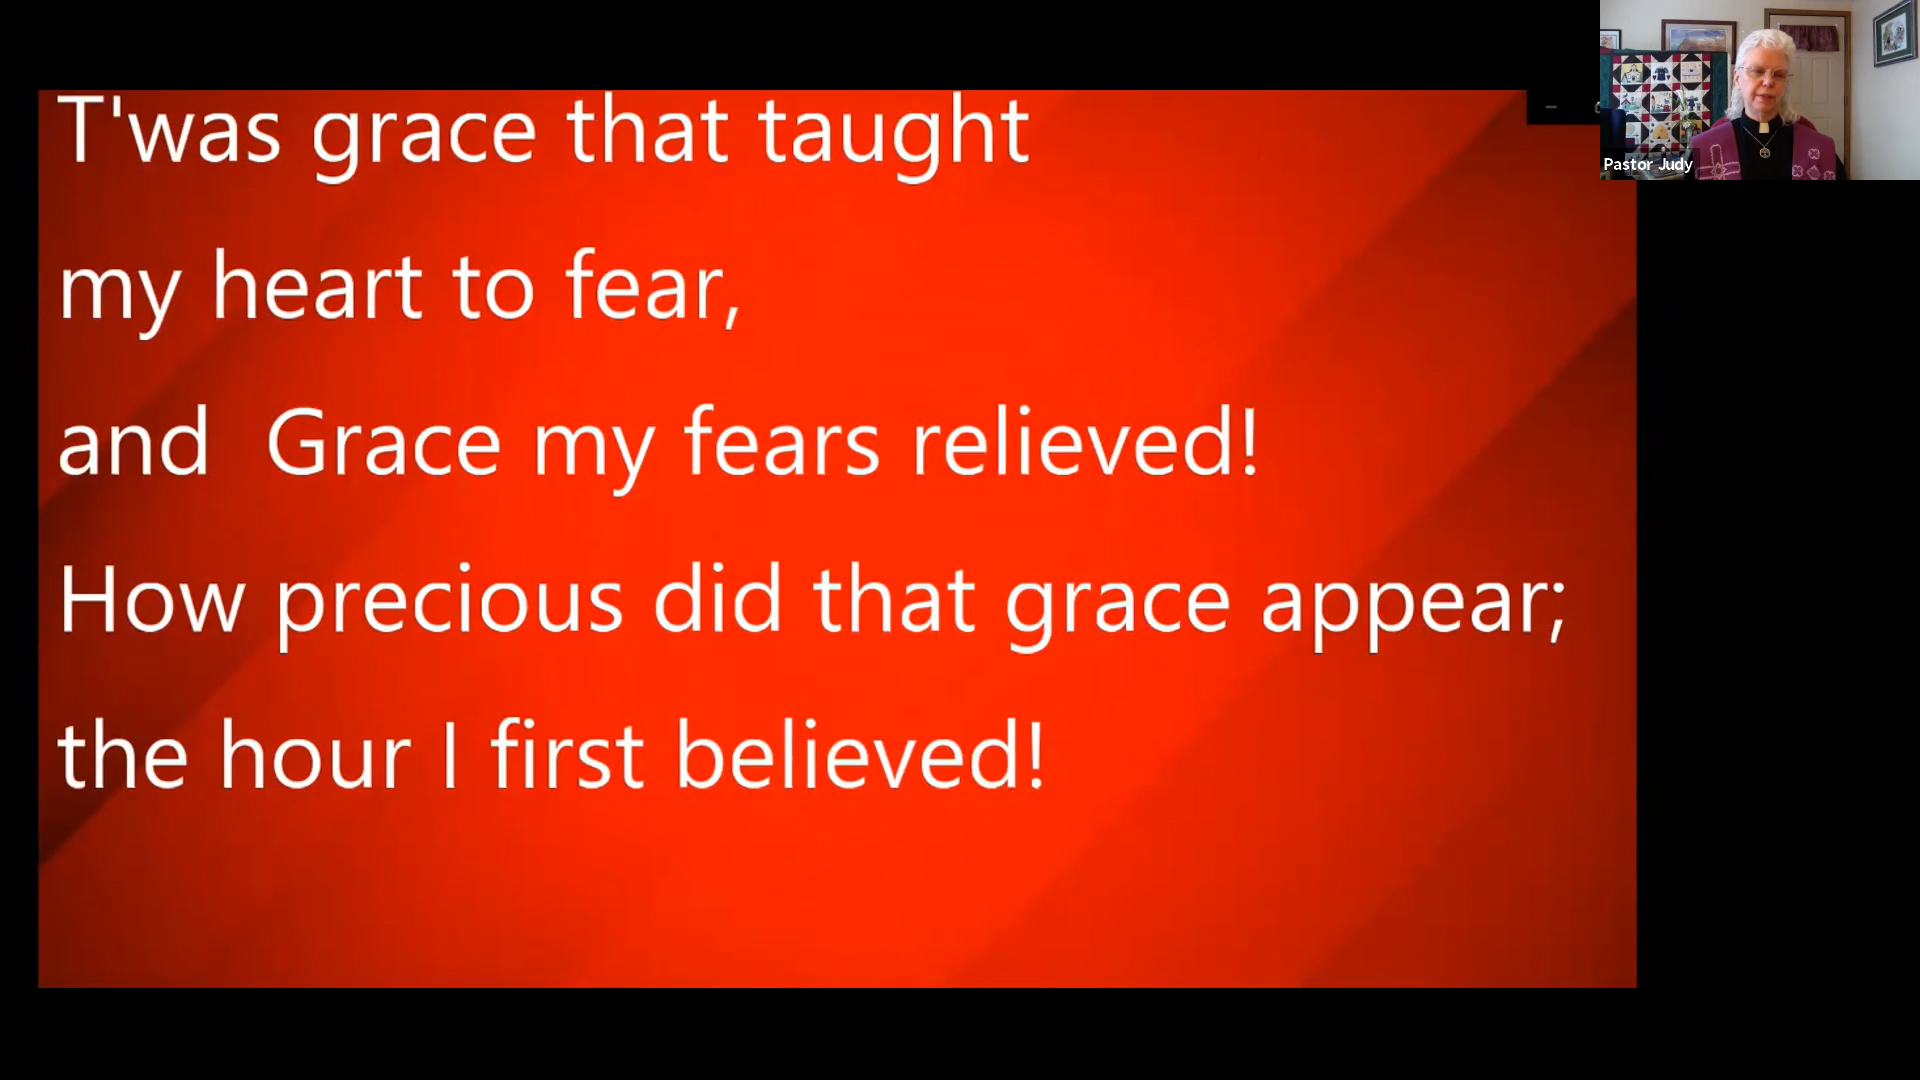 T'was grace that taught
my heart to fear,
and  Grace my fears relieved!
How precious did that grace appear;
the hour I first believed!
Pastor Judy